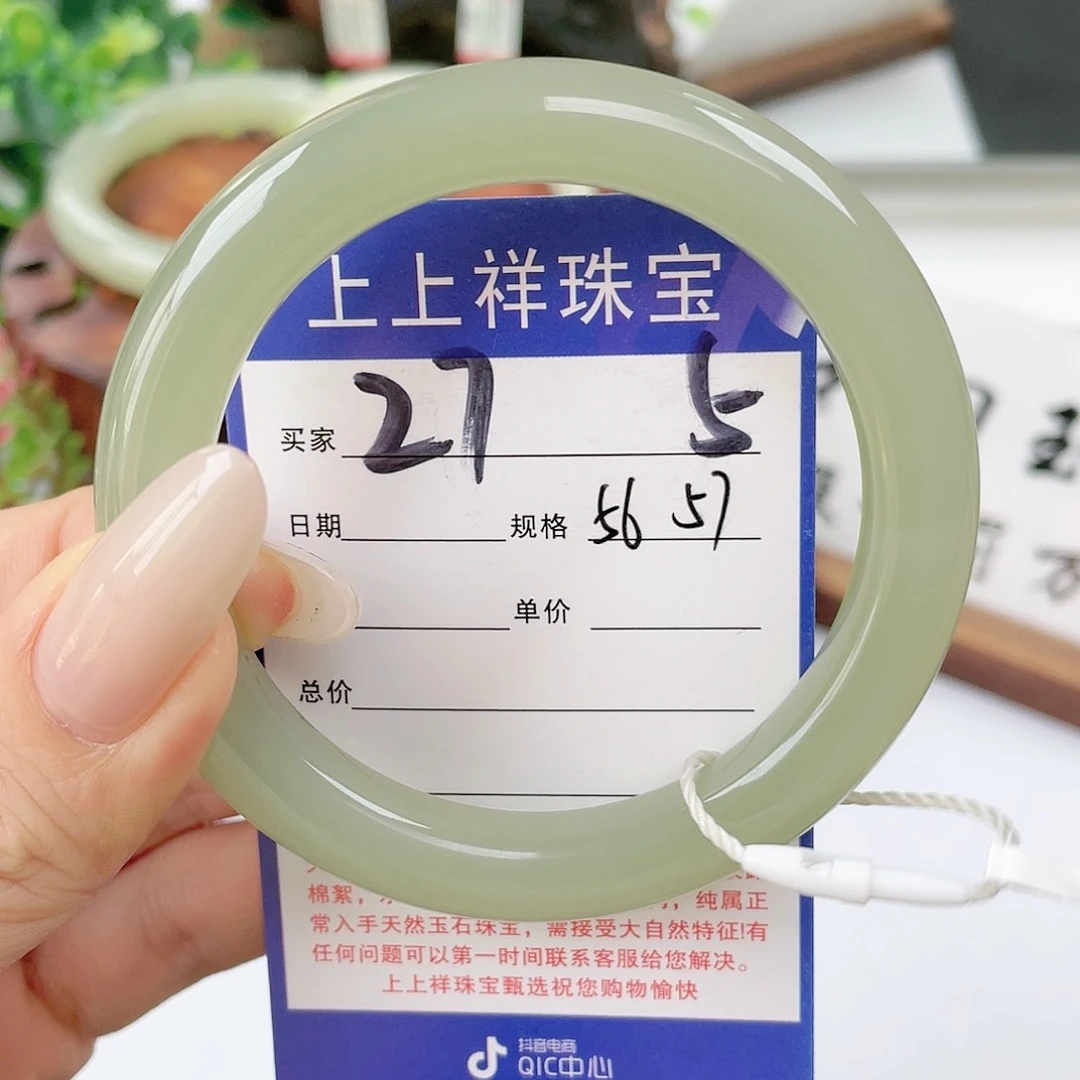 上上祥珠宝
27 5
买家
日期 规格 56 57
单价
总价
棉絮，
纯属正
常入手天然玉石珠宝，需接受大自然特征!有
任何问题可以第一时间联系客服给您解决。
上上祥珠宝甄选祝您购物愉快
抖音电商
QIC中心